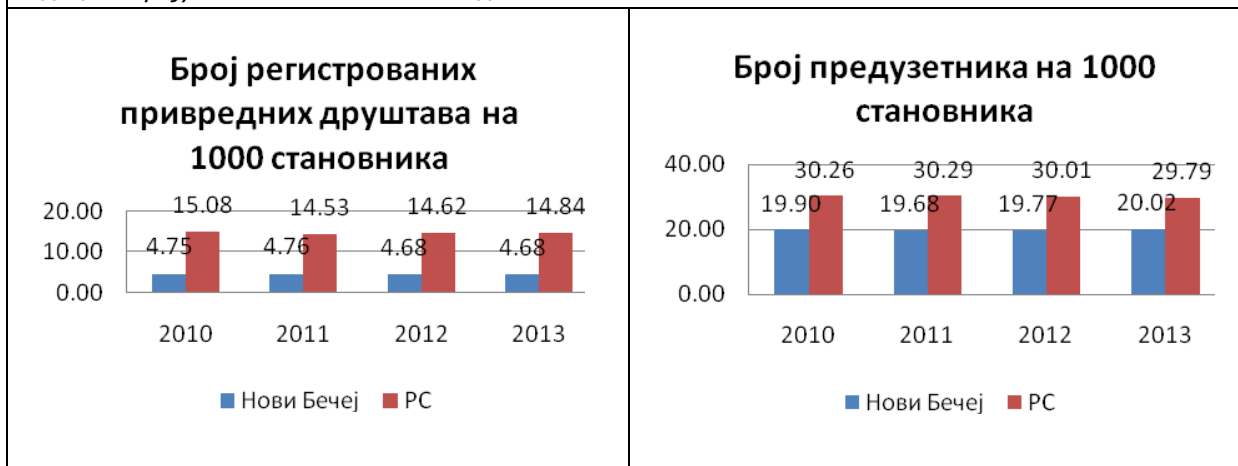 Број регистрованих
привредних друштава на
1000 становника
20.00
10.00
0.00
15.08
14.53
14.62
14.84
4.75
4.76
4.68
4.68
2010 2011 2012 2013
Нови Бечеј РС
Број предузетника на 1000
становника
40.00
20.00
0.00
30.26
30.29
30.01
29.79
19.90
19.68
19.77
20.02
2010 2011 2012 2013
Нови Бечеј РС